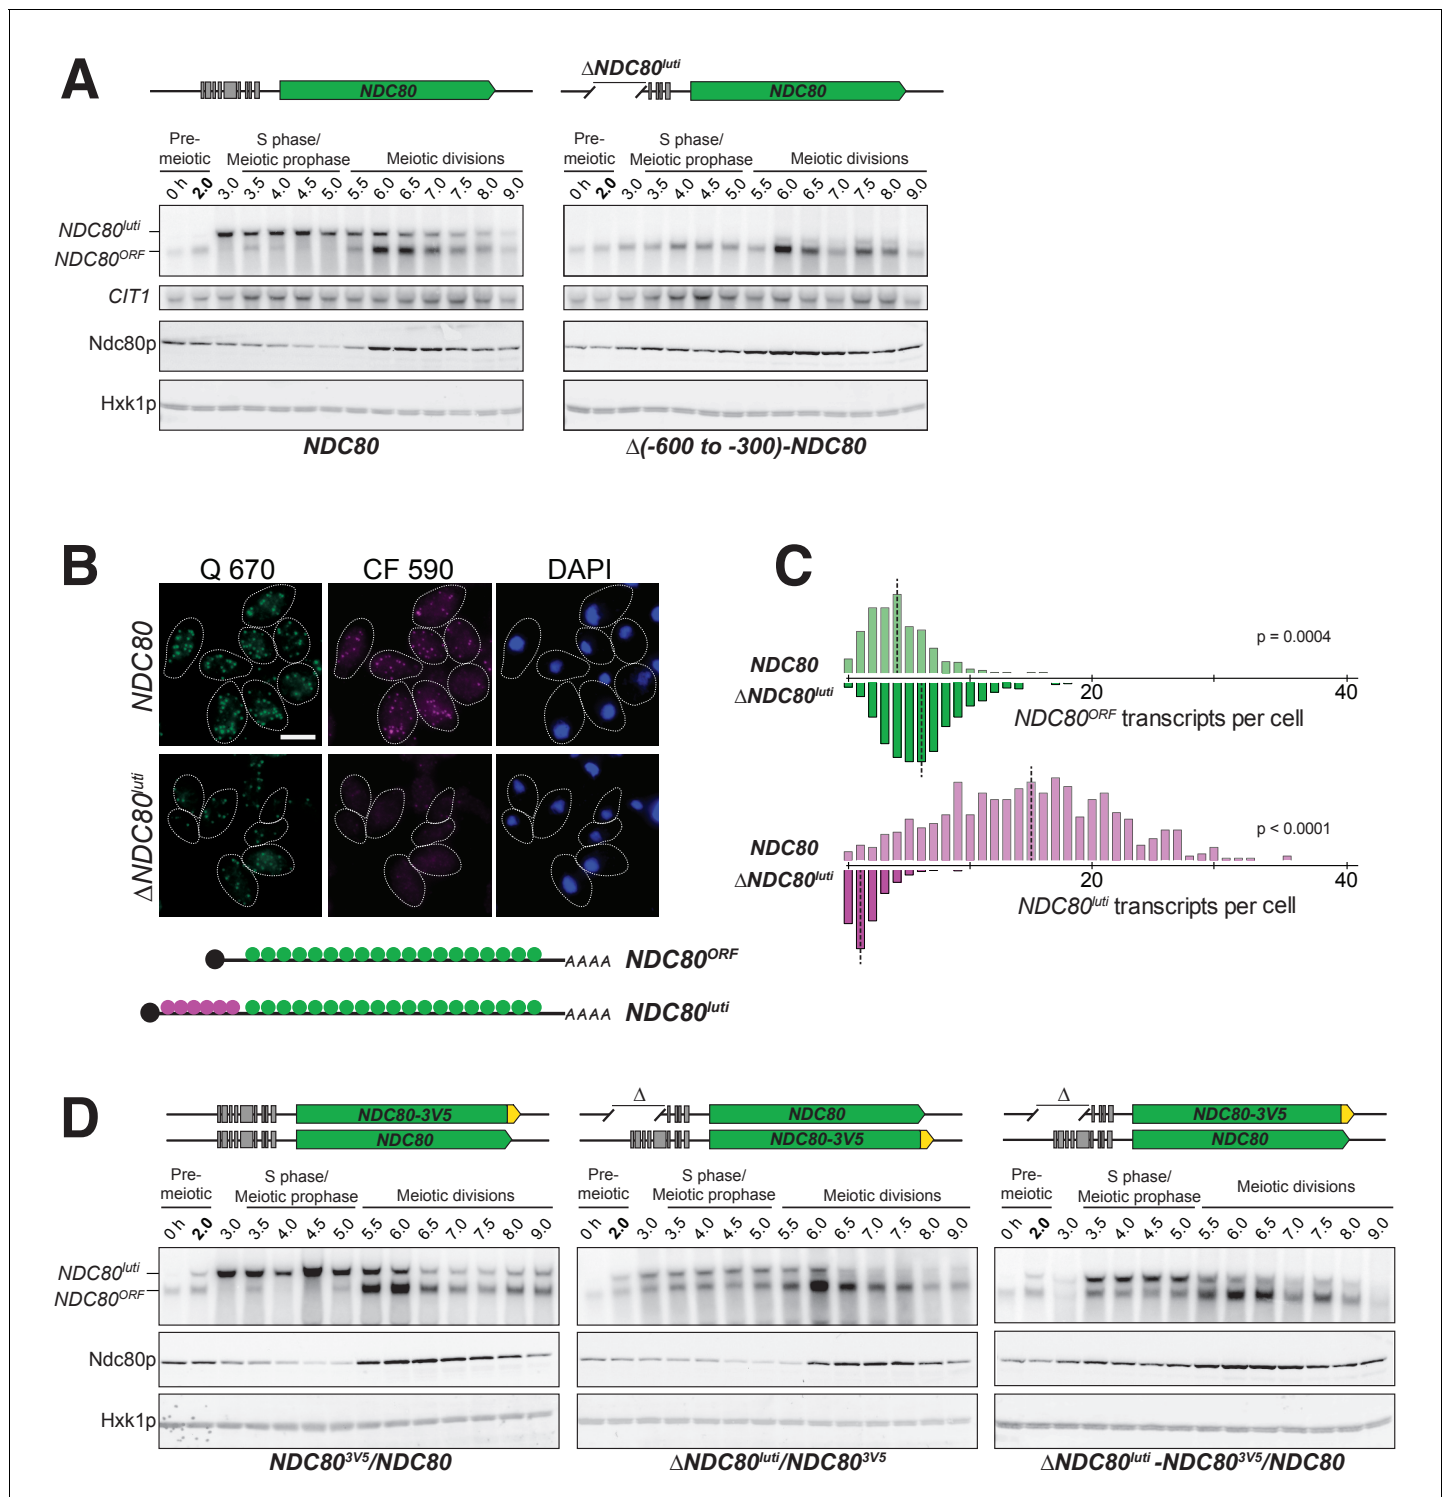 A
NDC80
ΔNDC80luti
NDC80
Pre-
meiotic
S phase/
Meiotic prophase
Meiotic divisions
Pre-
meiotic
S phase/
Meiotic prophase
Meiotic divisions
0 h 2.0 3.0 3.5 4.0 4.5 5.0 5.5 6.0 6.5 7.0 7.5 8.0 9.0
0 h 2.0 3.0 3.5 4.0 4.5 5.0 5.5 6.0 6.5 7.0 7.5 8.0 9.0
NDC80luti
NDC80ORF
CIT1
Ndc80p
Hxk1p
NDC80
Δ(-600 to -300)-NDC80
B
Q 670 CF 590 DAPI
NDC80
ΔNDC80luti
AAAA NDC80ORF
AAAA NDC80luti
C
p = 0.0004
NDC80
ΔNDC80luti
20 40
NDC80ORF transcripts per cell
p < 0.0001
NDC80
ΔNDC80luti
20 40
NDC80luti transcripts per cell
D
NDC80-3V5
NDC80
Δ
NDC80
NDC80-3V5
Δ
NDC80-3V5
NDC80
Pre-
meiotic
S phase/
Meiotic prophase
Meiotic divisions
Pre-
meiotic
S phase/
Meiotic prophase
Meiotic divisions
Pre-
meiotic
S phase/
Meiotic prophase
Meiotic divisions
0 h 2.0 3.0 3.5 4.0 4.5 5.0 5.5 6.0 6.5 7.0 7.5 8.0 9.0
0 h 2.0 3.0 3.5 4.0 4.5 5.0 5.5 6.0 6.5 7.0 7.5 8.0 9.0
0 h 2.0 3.0 3.5 4.0 4.5 5.0 5.5 6.0 6.5 7.0 7.5 8.0 9.0
NDC80luti
NDC80ORF
Ndc80p
Hxk1p
NDC803V5/NDC80
ΔNDC80luti/NDC803V5
ΔNDC80luti -NDC803V5/NDC80